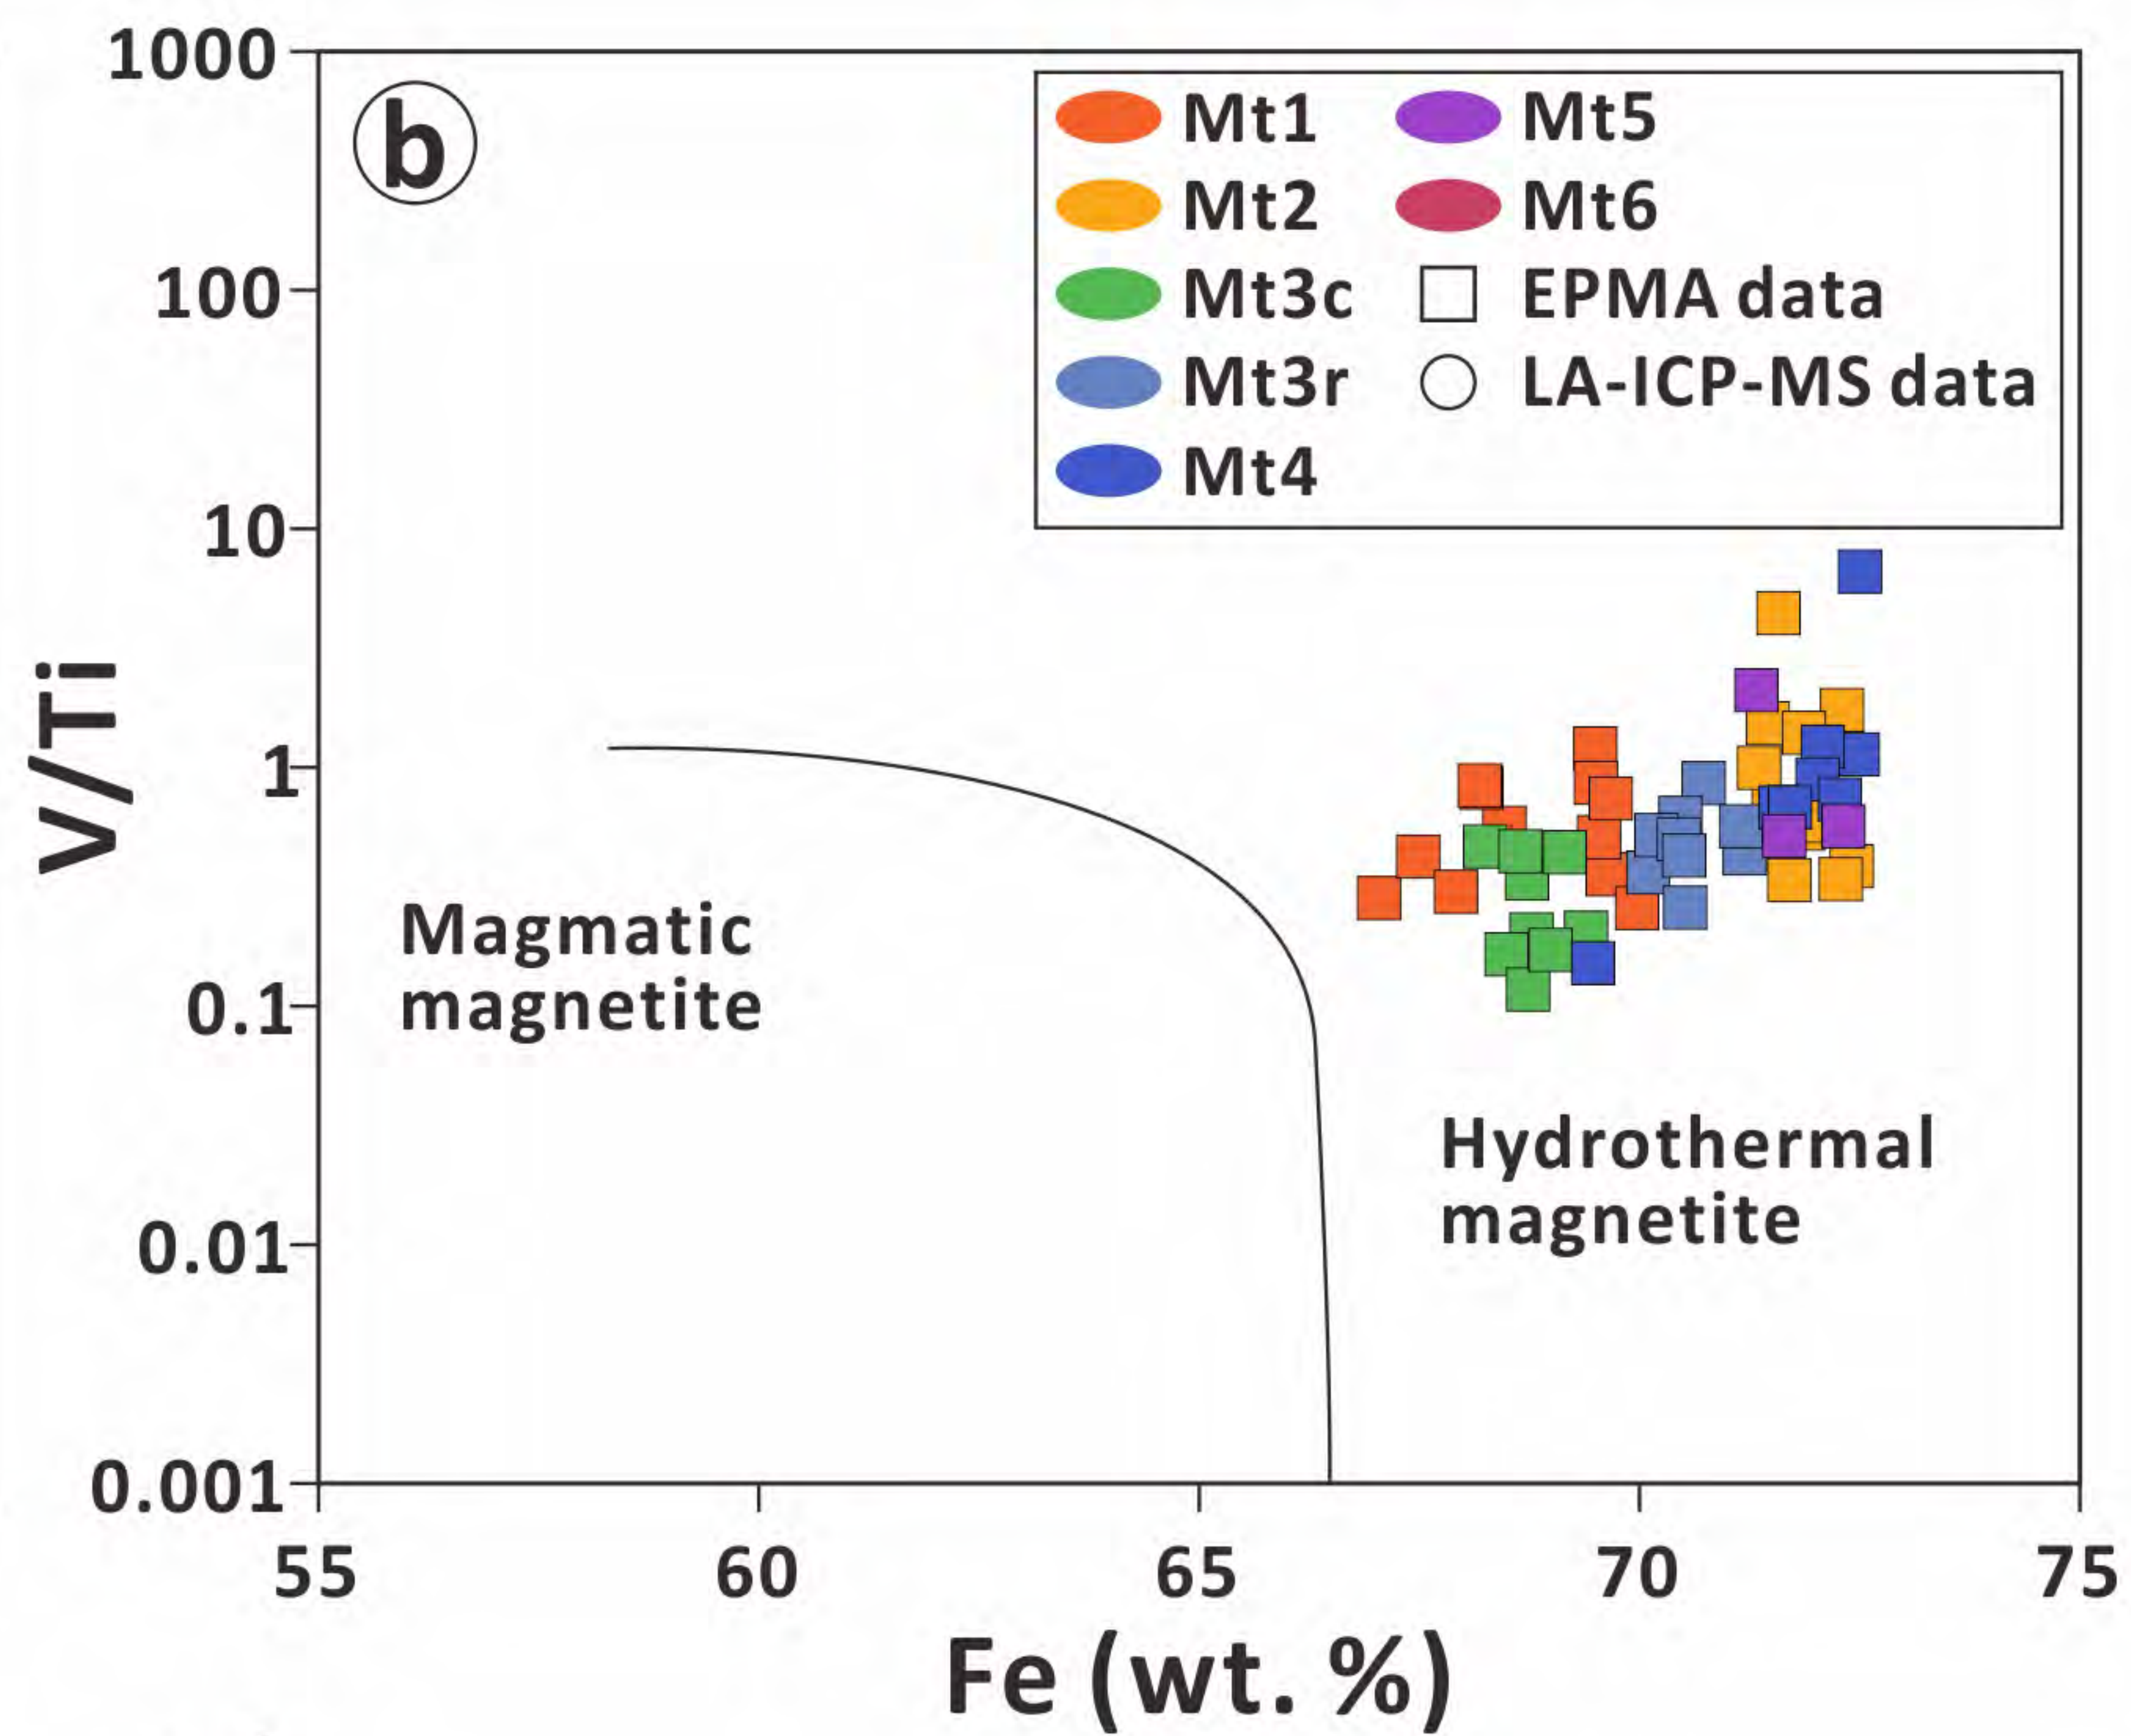 b
1000
100
10
1
0.1
0.01
0.001
V/Ti
Mt1
Mt2
Mt3c
Mt3r
Mt4
Mt5
Mt6
EPMA data
LA-ICP-MS data
Magmatic
magnetite
Hydrothermal
magnetite
55 60 65 70 75
Fe (wt. %)